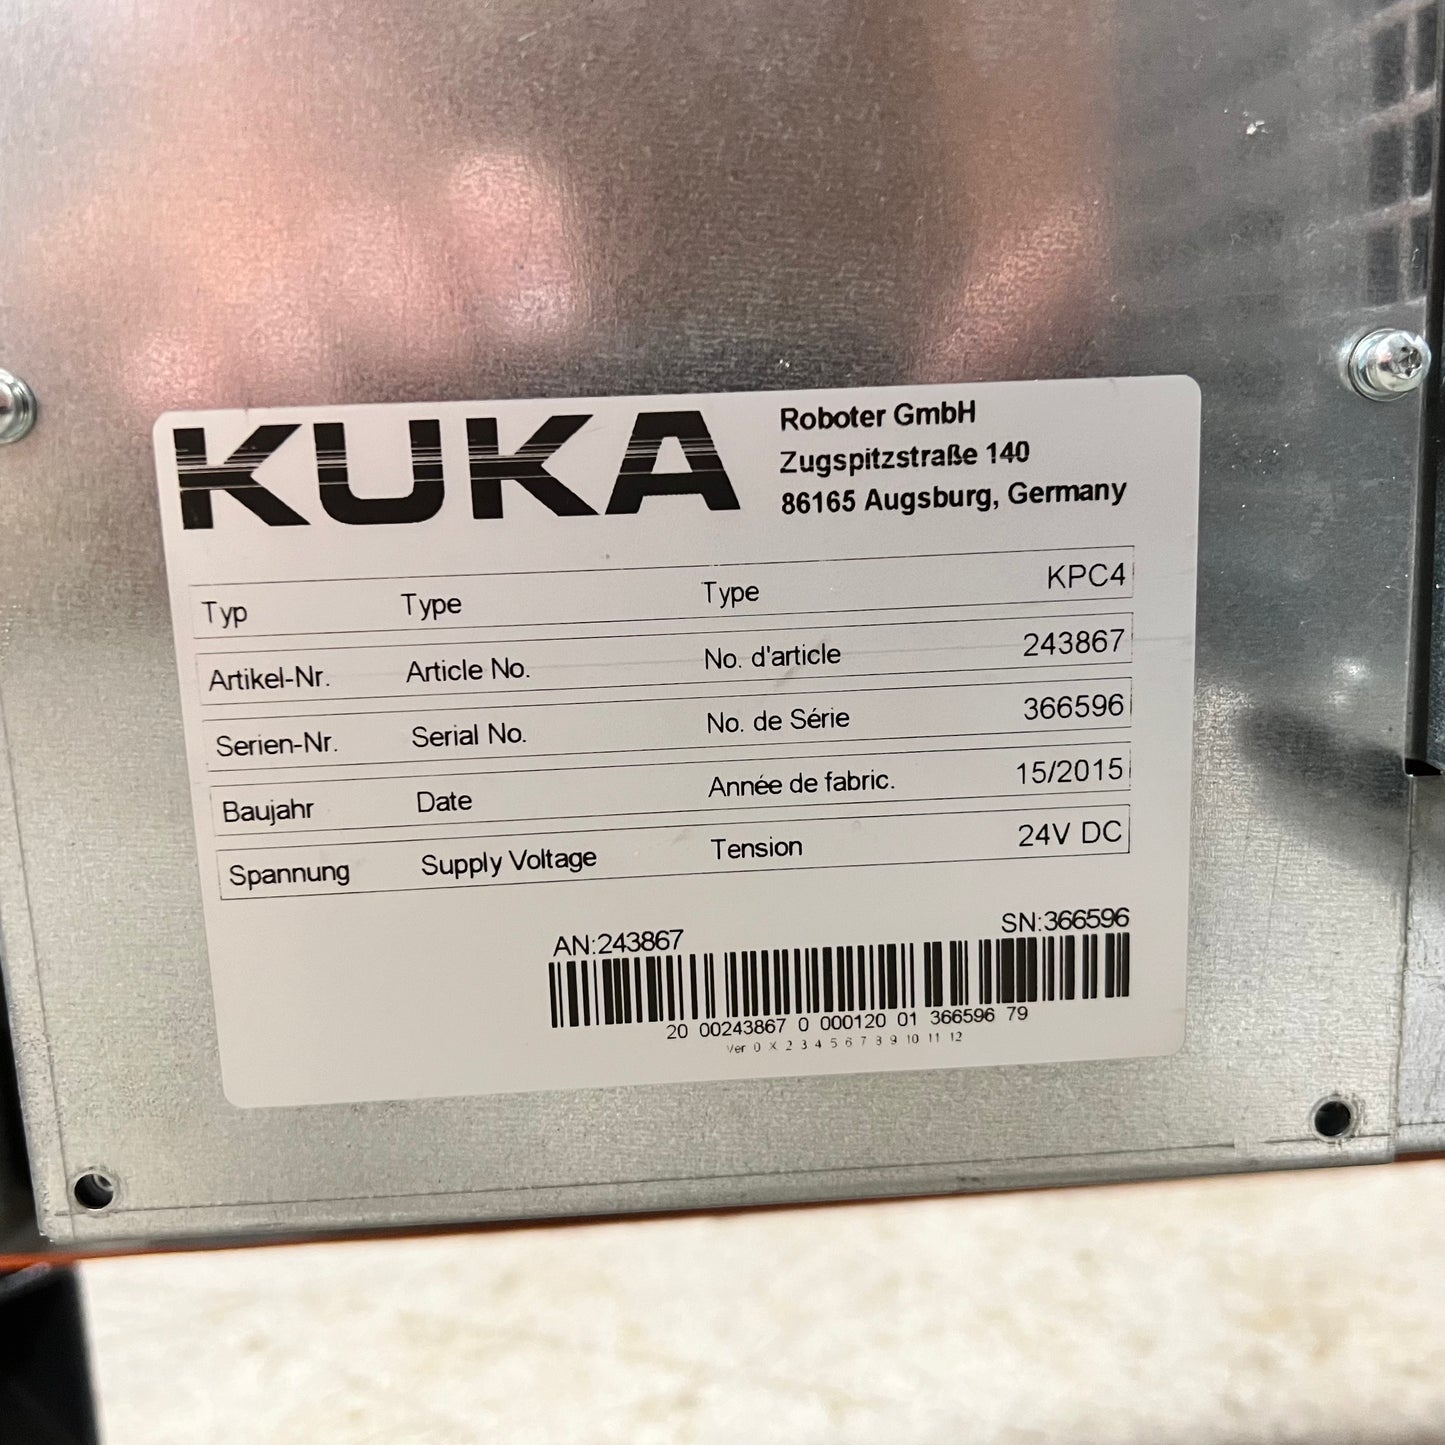 KUKA
Roboter GmbH
Zugspitzstraße 140
86165 Augsburg, Germany
Typ Type Type KPC4
Artikel-Nr. Article No. No. d'article 243867
Serien-Nr. Serial No. No. de Série 366596
Baujahr Date Année de fabric. 15/2015
Spannung Supply Voltage Tension 24V DC
AN:243867 SN:366596
20 00243867 0 000120 01 366596 79
Ver 0 X 2 3 4 5 6 7 8 9 10 11 12